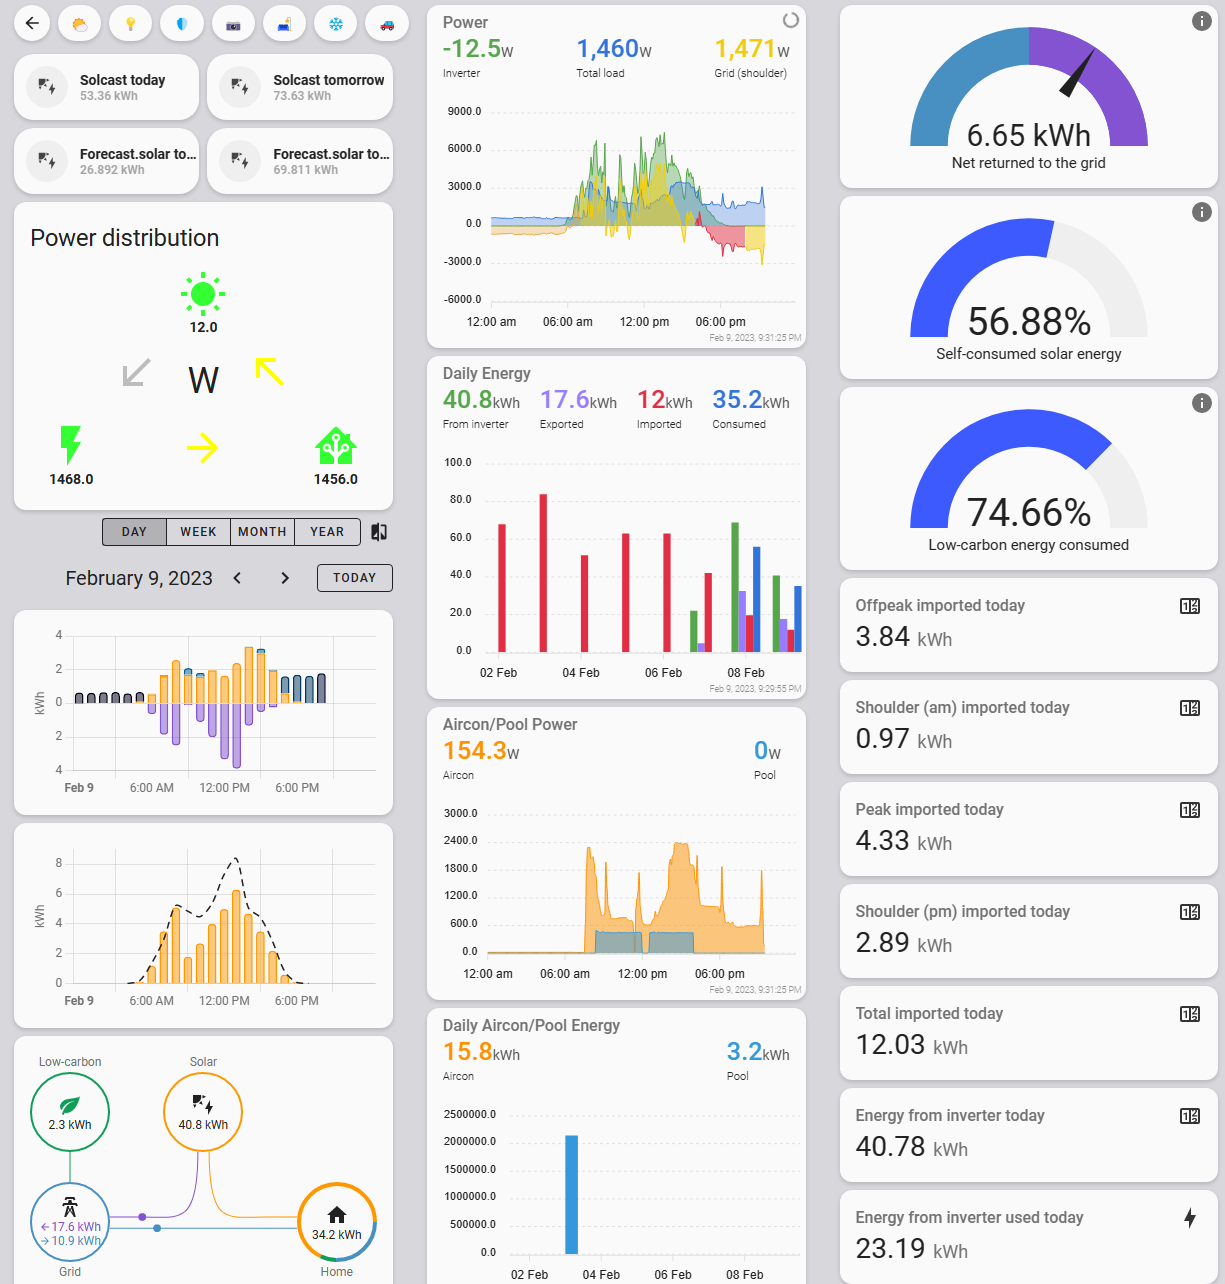 Solcast today
53.36 kWh
Solcast tomorrow
73.63 kWh
Forecast.solar to...
26.892 kWh
Forecast.solar to...
69.811 kWh
Power distribution
12.0
W
1468.0
1456.0
DAY
WEEK
MONTH
YEAR
February 9, 2023
TODAY
4
2
0
2
4
kWh
Feb 9
6:00 AM
12:00 PM
6:00 PM
8
6
4
2
0
kWh
Feb 9
6:00 AM
12:00 PM
6:00 PM
Low-carbon
Solar
2.3 kWh
40.8 kWh
←17.6 kWh
→10.9 kWh
34.2 kWh
Grid
Home
Power
-12.5W
1,460W
1,471W
Inverter
Total load
Grid (shoulder)
9000.0
6000.0
3000.0
0.0
-3000.0
-6000.0
12:00 am
06:00 am
12:00 pm
06:00 pm
Feb 9, 2023, 9:31:25 PM
Daily Energy
40.8kWh
17.6kWh
12kWh
35.2kWh
From inverter
Exported
Imported
Consumed
100.0
80.0
60.0
40.0
20.0
0.0
02 Feb
04 Feb
06 Feb
08 Feb
Feb 9, 2023, 9:29:55 PM
Aircon/Pool Power
154.3W
0W
Aircon
Pool
3000.0
2400.0
1800.0
1200.0
600.0
0.0
12:00 am
06:00 am
12:00 pm
06:00 pm
Feb 9, 2023, 9:31:25 PM
Daily Aircon/Pool Energy
15.8kWh
3.2kWh
Aircon
Pool
2500000.0
2000000.0
1500000.0
1000000.0
500000.0
0.0
02 Feb
04 Feb
06 Feb
08 Feb
6.65 kWh
Net returned to the grid
56.88%
Self-consumed solar energy
74.66%
Low-carbon energy consumed
Offpeak imported today
3.84 kWh
Shoulder (am) imported today
0.97 kWh
Peak imported today
4.33 kWh
Shoulder (pm) imported today
2.89 kWh
Total imported today
12.03 kWh
Energy from inverter today
40.78 kWh
Energy from inverter used today
23.19 kWh